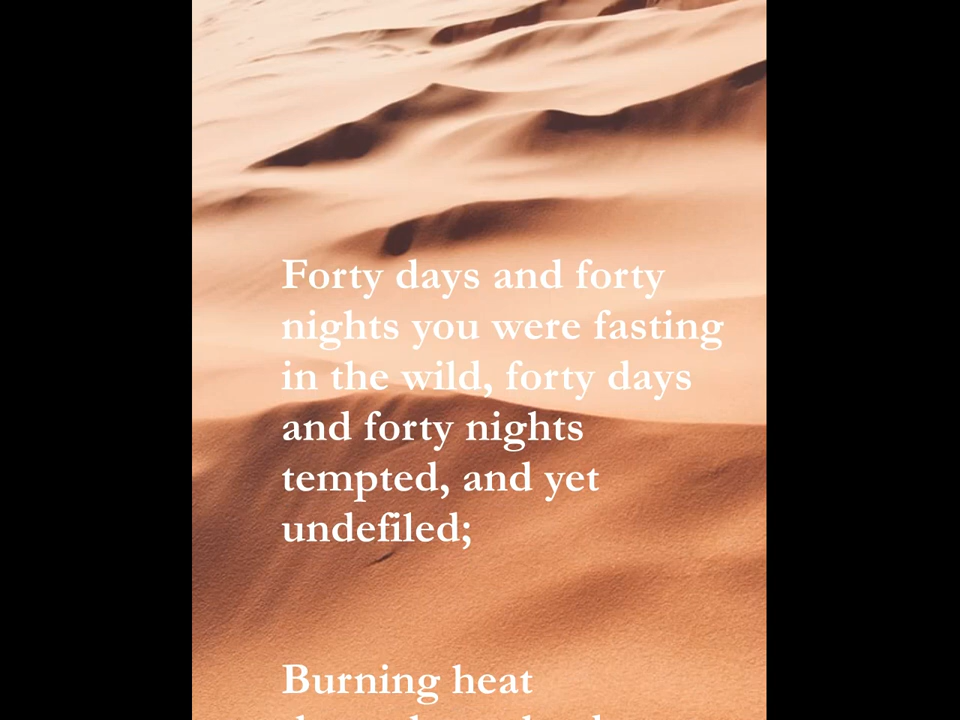 Forty days and forty
nights you were fasting
in the wild, forty days
and forty nights
tempted, and yet
undefiled;
Burning heat